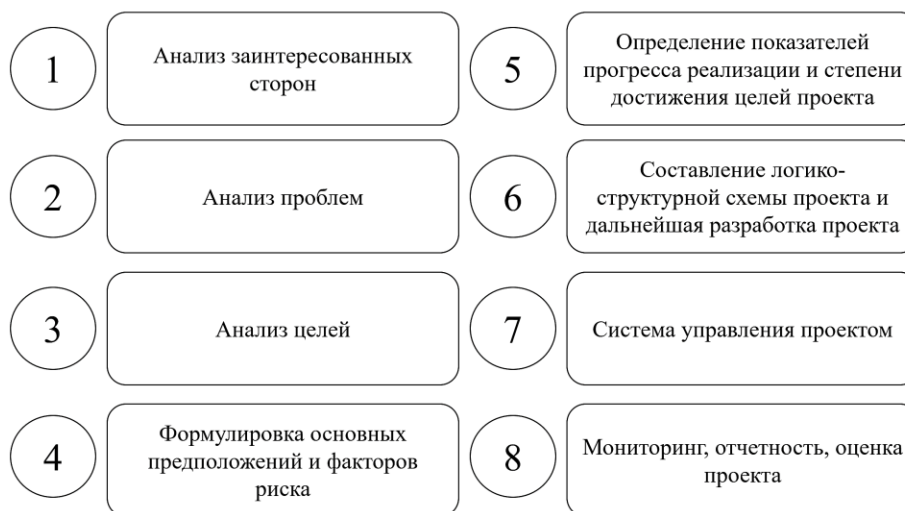 1
Анализ заинтересованных
сторон
2
Анализ проблем
3
Анализ целей
4
Формулировка основных
предположений и факторов
риска
5
Определение показателей
прогресса реализации и степени
достижения целей проекта
6
Составление логико-
структурной схемы проекта и
дальнейшая разработка проекта
7
Система управления проектом
8
Мониторинг, отчетность, оценка
проекта